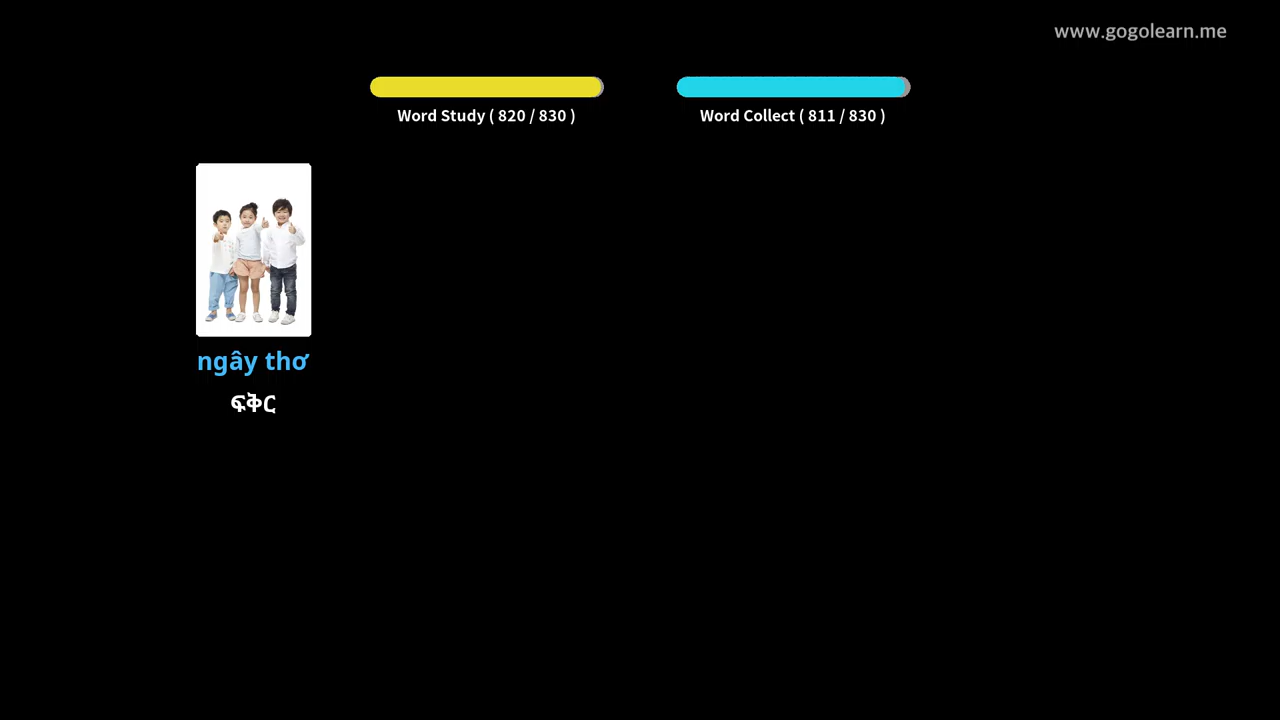 www.gogolearn.me
Word Study ( 820 / 830 )
Word Collect ( 811 / 830 )
ngây thơ
ፍቅር